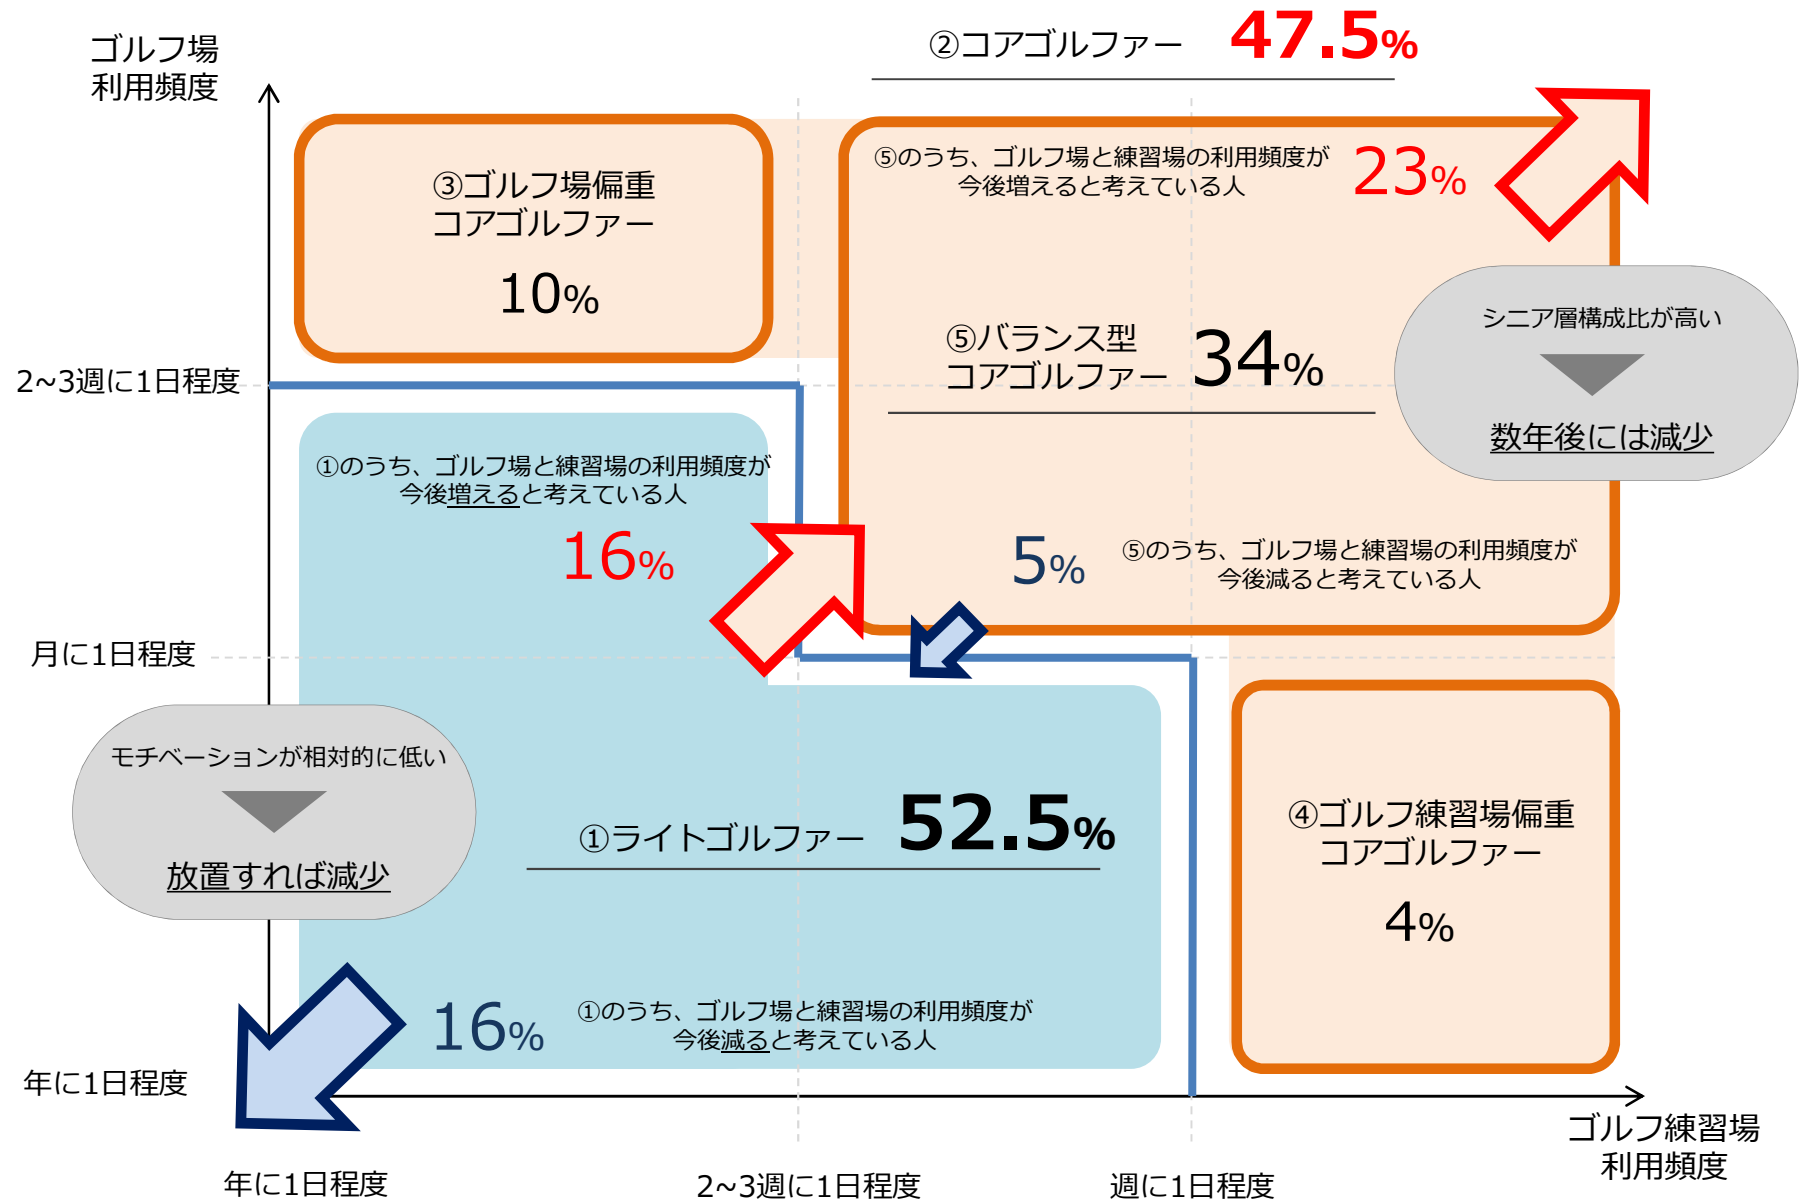 ゴルフ場
利用頻度
②コアゴルファー 47.5%
③ゴルフ場偏重
コアゴルファー
10%
⑤のうち、ゴルフ場と練習場の利用頻度が
今後増えると考えている人
23%
⑤バランス型
コアゴルファー
34%
シニア層構成比が高い
数年後には減少
2~3週に1日程度
①のうち、ゴルフ場と練習場の利用頻度が
今後増えると考えている人
16%
5%
⑤のうち、ゴルフ場と練習場の利用頻度が
今後減ると考えている人
月に1日程度
モチベーションが相対的に低い
放置すれば減少
①ライトゴルファー 52.5%
④ゴルフ練習場偏重
コアゴルファー
4%
16%
①のうち、ゴルフ場と練習場の利用頻度が
今後減ると考えている人
年に1日程度
ゴルフ練習場
利用頻度
年に1日程度
2~3週に1日程度
週に1日程度